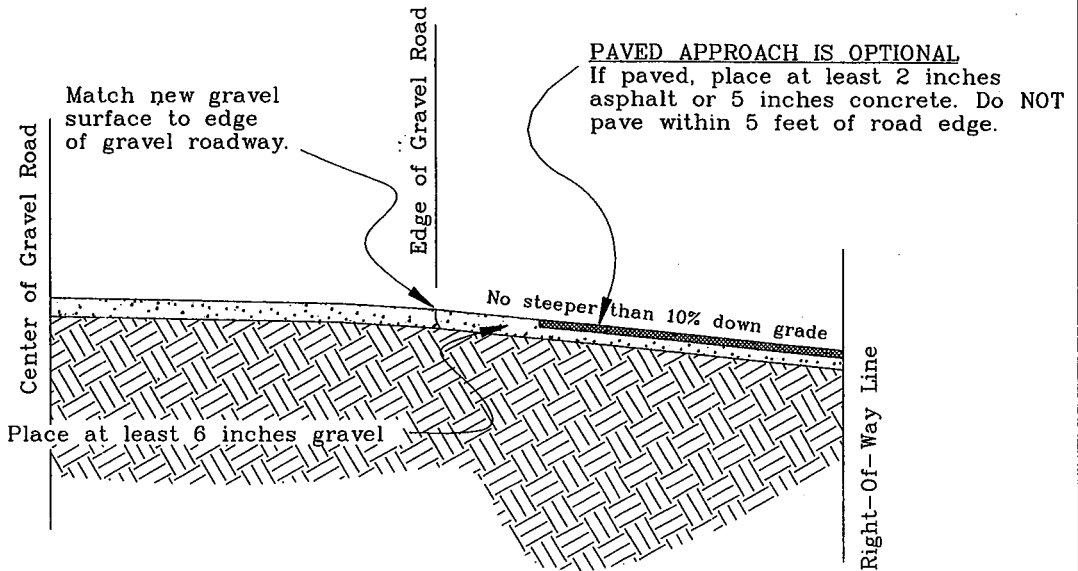 PAVED APPROACH IS OPTIONAL
If paved, place at least 2 inches
asphalt or 5 inches concrete. Do NOT
pave within 5 feet of road edge.
Match new gravel
surface to edge
of gravel roadway.
Center of Gravel Road
Edge of Gravel Road
No steeper than 10% down grade
Place at least 6 inches gravel
Right-Of-Way Line